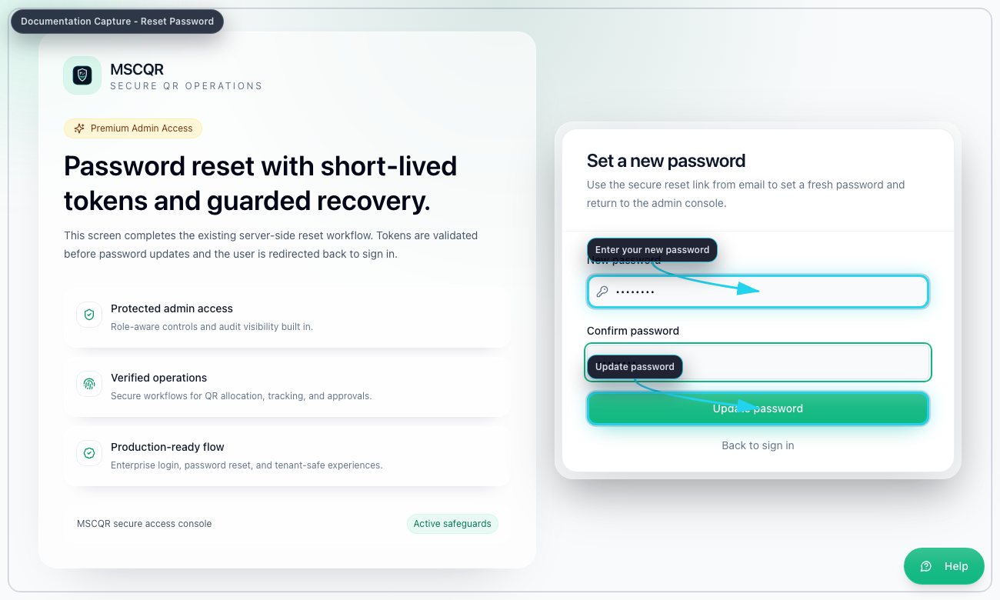 Documentation Capture - Reset Password
MSCQR
SECURE QR OPERATIONS
Premium Admin Access
Password reset with short-lived
tokens and guarded recovery.
This screen completes the existing server-side reset workflow. Tokens are validated
before password updates and the user is redirected back to sign in.
Protected admin access
Role-aware controls and audit visibility built in.
Verified operations
Secure workflows for QR allocation, tracking, and approvals.
Production-ready flow
Enterprise login, password reset, and tenant-safe experiences.
MSCQR secure access console
Active safeguards
Set a new password
Use the secure reset link from email to set a fresh password and
return to the admin console.
Enter your new password
New password
••••••••
Confirm password
Update password
Update password
Back to sign in
Help